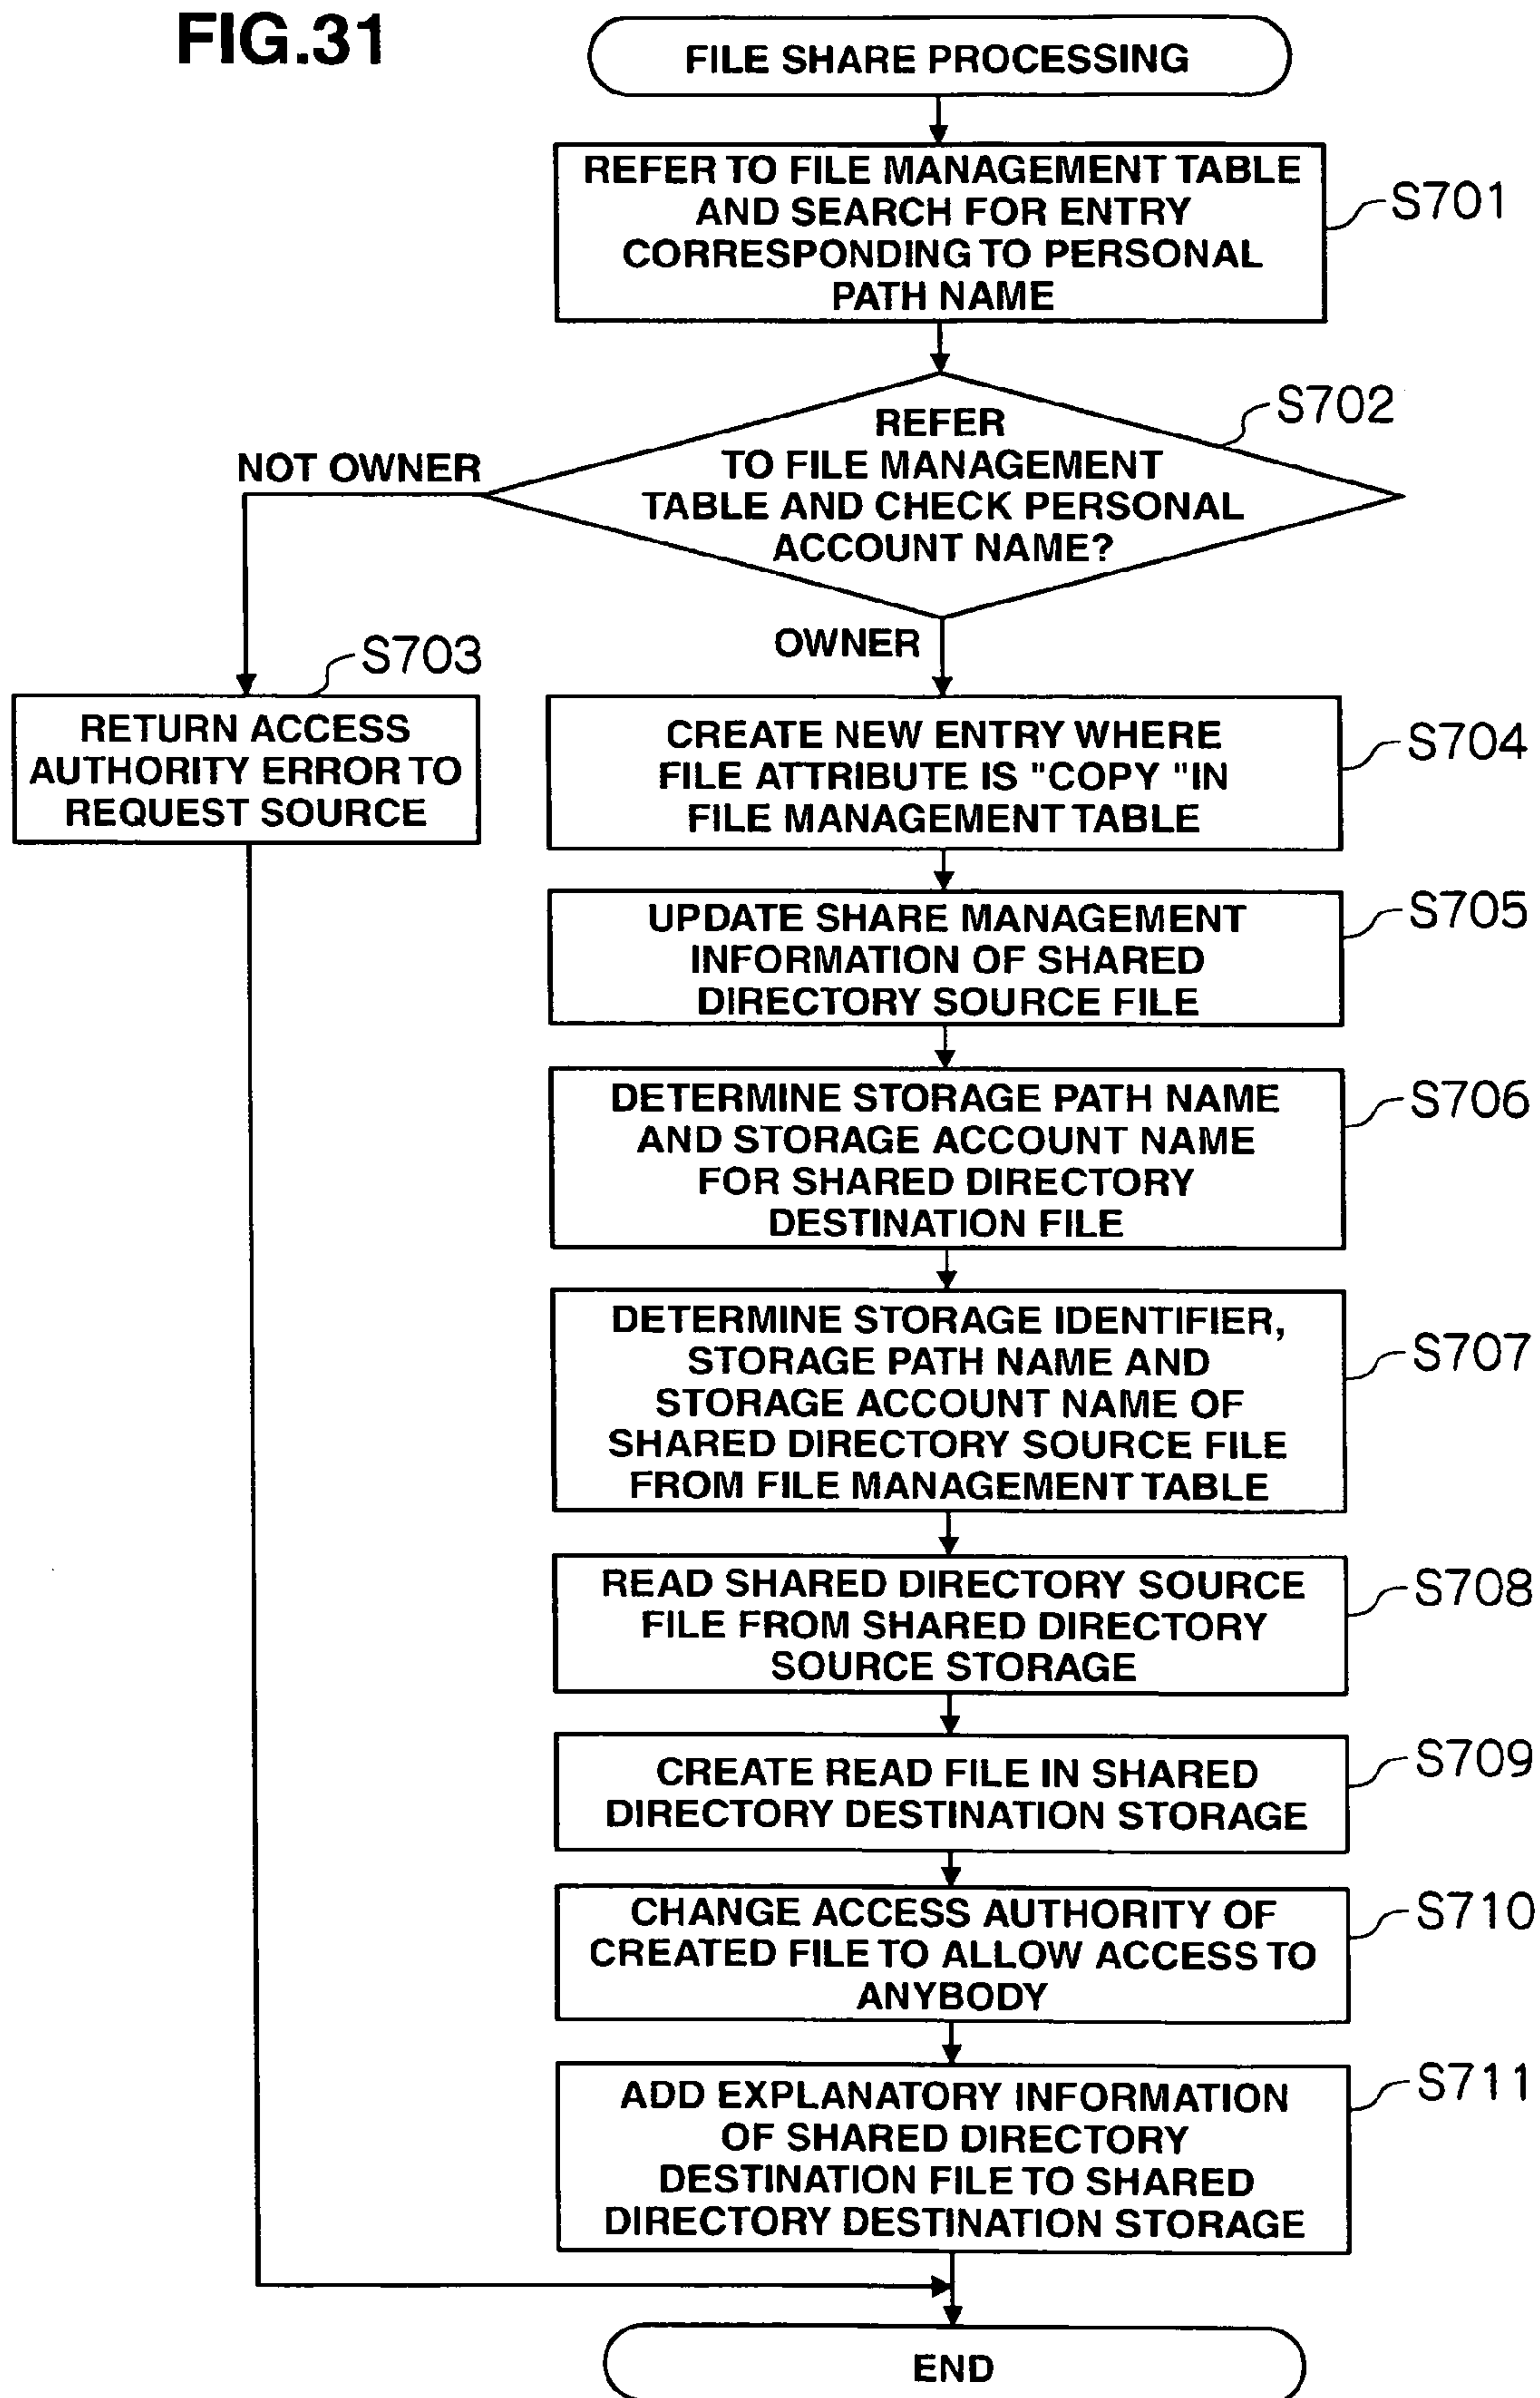 FIG.31
FILE SHARE PROCESSING
REFER TO FILE MANAGEMENT TABLE
AND SEARCH FOR ENTRY
CORRESPONDING TO PERSONAL
PATH NAME
S701
REFER
TO FILE MANAGEMENT
TABLE AND CHECK PERSONAL
ACCOUNT NAME?
S702
NOT OWNER
OWNER
S703
RETURN ACCESS
AUTHORITY ERROR TO
REQUEST SOURCE
CREATE NEW ENTRY WHERE
FILE ATTRIBUTE IS "COPY "IN
FILE MANAGEMENT TABLE
S704
UPDATE SHARE MANAGEMENT
INFORMATION OF SHARED
DIRECTORY SOURCE FILE
S705
DETERMINE STORAGE PATH NAME
AND STORAGE ACCOUNT NAME
FOR SHARED DIRECTORY
DESTINATION FILE
S706
DETERMINE STORAGE IDENTIFIER,
STORAGE PATH NAME AND
STORAGE ACCOUNT NAME OF
SHARED DIRECTORY SOURCE FILE
FROM FILE MANAGEMENT TABLE
S707
READ SHARED DIRECTORY SOURCE
FILE FROM SHARED DIRECTORY
SOURCE STORAGE
S708
CREATE READ FILE IN SHARED
DIRECTORY DESTINATION STORAGE
S709
CHANGE ACCESS AUTHORITY OF
CREATED FILE TO ALLOW ACCESS TO
ANYBODY
S710
ADD EXPLANATORY INFORMATION
OF SHARED DIRECTORY
DESTINATION FILE TO SHARED
DIRECTORY DESTINATION STORAGE
S711
END